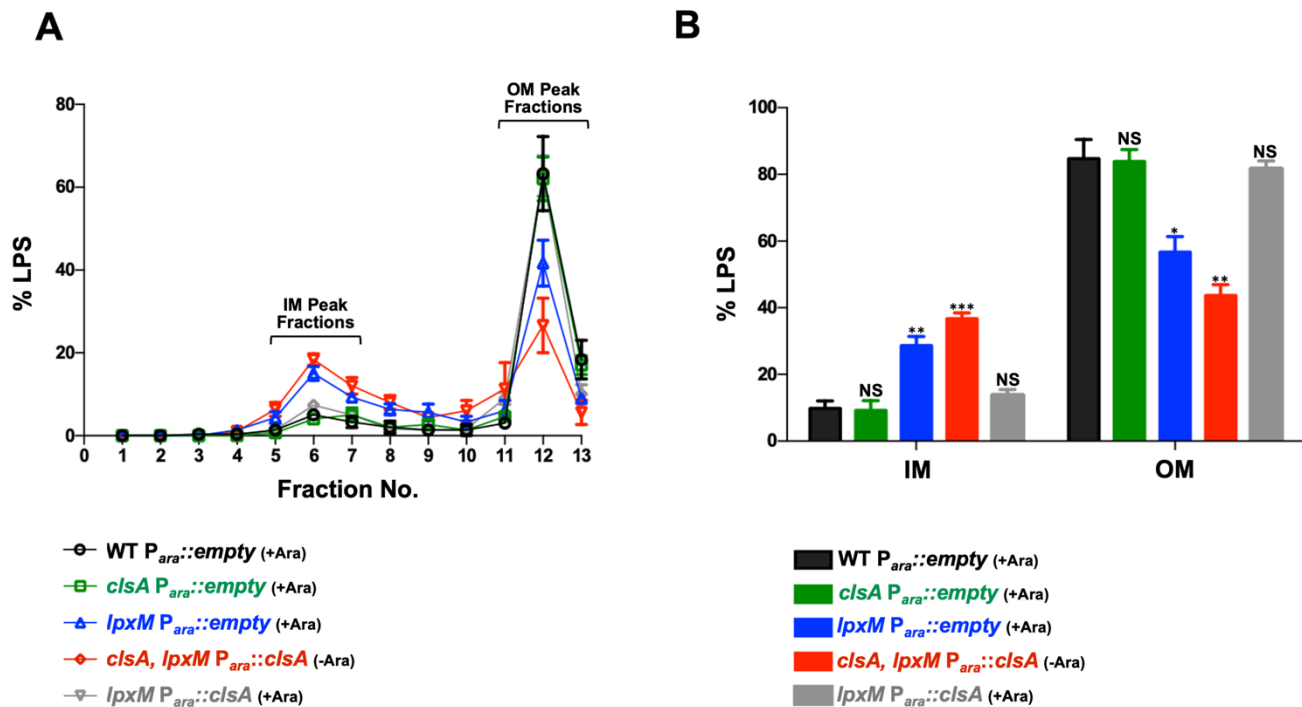 A
80
60
40
20
0
% LPS
IM Peak
Fractions
OM Peak
Fractions
0 1 2 3 4 5 6 7 8 9 10 11 12 13
Fraction No.
WT Para::empty (+Ara)
clsA Para::empty (+Ara)
lpxM Para::empty (+Ara)
clsA, lpxM Para::clsA (-Ara)
lpxM Para::clsA (+Ara)
B
100
80
60
40
20
0
% LPS
NS
**
***
NS
NS
*
**
NS
IM OM
WT Para::empty (+Ara)
clsA Para::empty (+Ara)
lpxM Para::empty (+Ara)
clsA, lpxM Para::clsA (-Ara)
lpxM Para::clsA (+Ara)